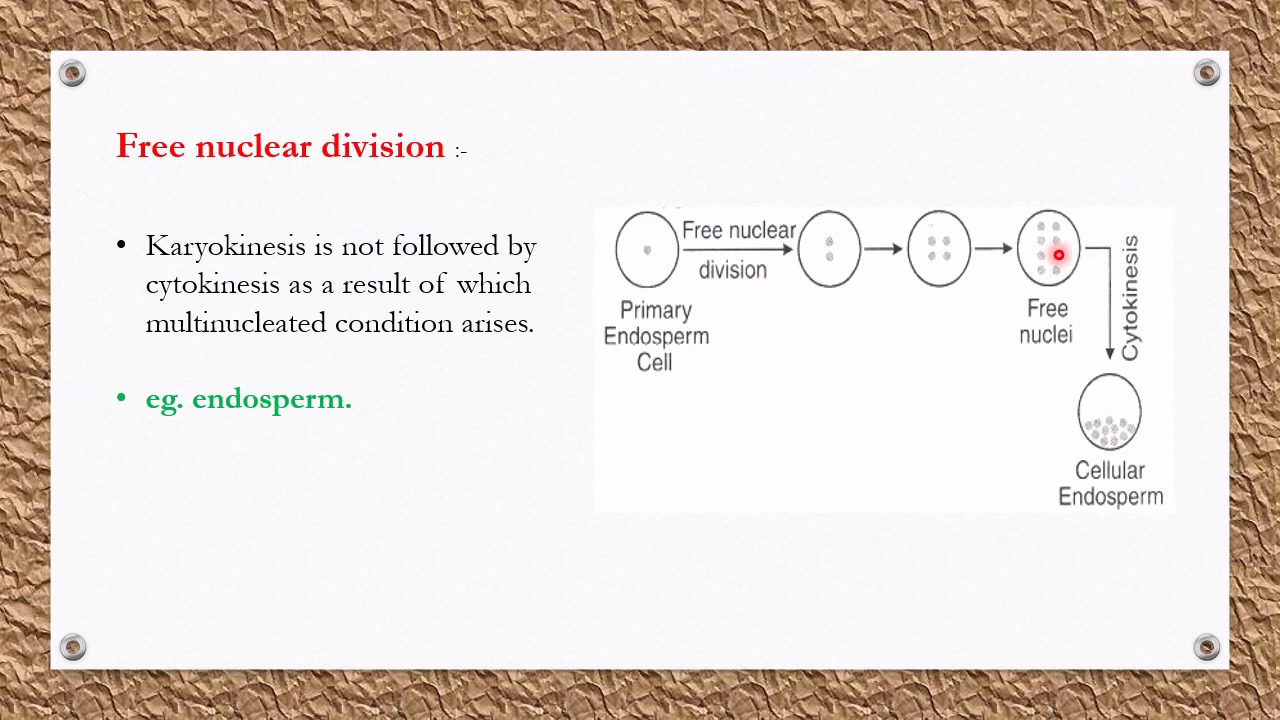 Free nuclear division :-
• Karyokinesis is not followed by
cytokinesis as a result of which
multinucleated condition arises.
• eg. endosperm.
Free nuclear
division
Primary
Endosperm
Cell
Free
nuclei
Cytokinesis
Cellular
Endosperm